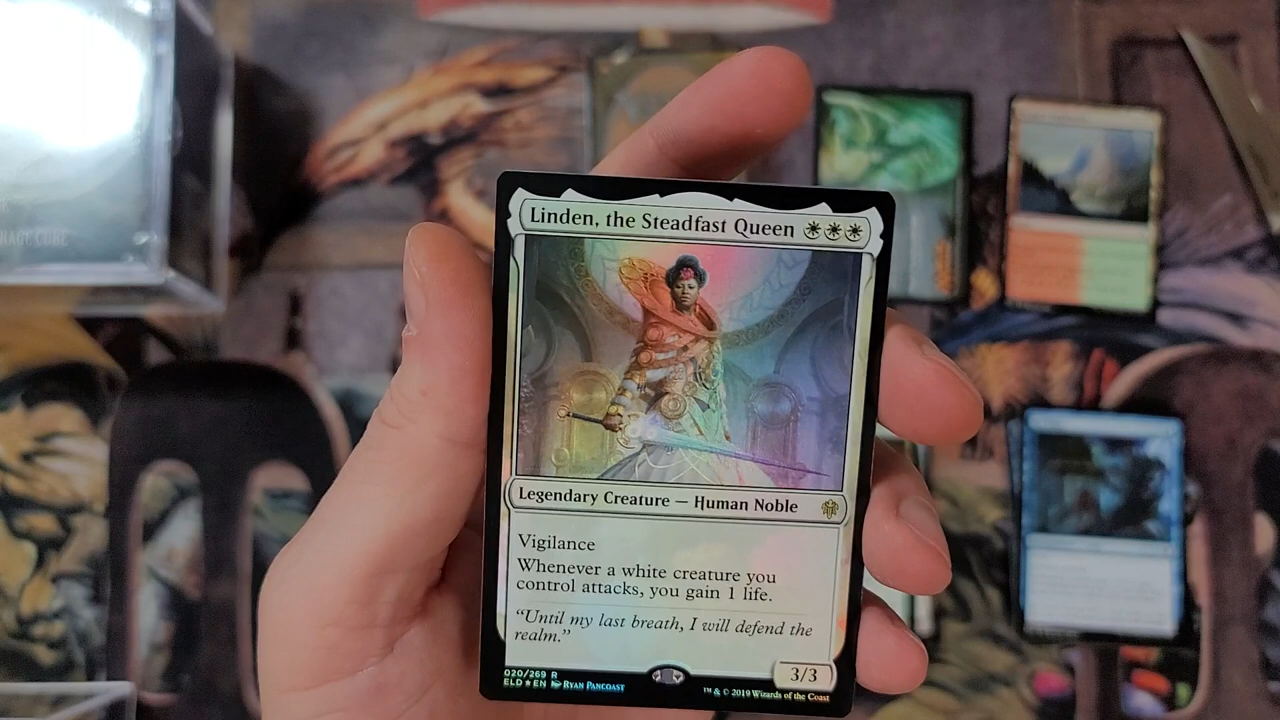 Linden, the Steadfast Queen
Legendary Creature — Human Noble
Vigilance
Whenever a white creature you
control attacks, you gain 1 life.
“Until my last breath, I will defend the
realm.”
3/3
020/269 R
ELD ★ EN Ryan Pancoast
™ & © 2019 Wizards of the Coast